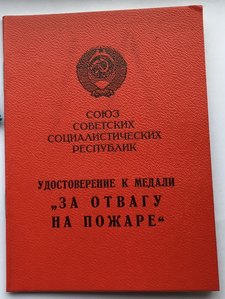 СОЮЗ
СОВЕТСКИХ
СОЦИАЛИСТИЧЕСКИХ
РЕСПУБЛИК
УДОСТОВЕРЕНИЕ К МЕДАЛИ
„ЗА ОТВАГУ
НА ПОЖАРЕ“